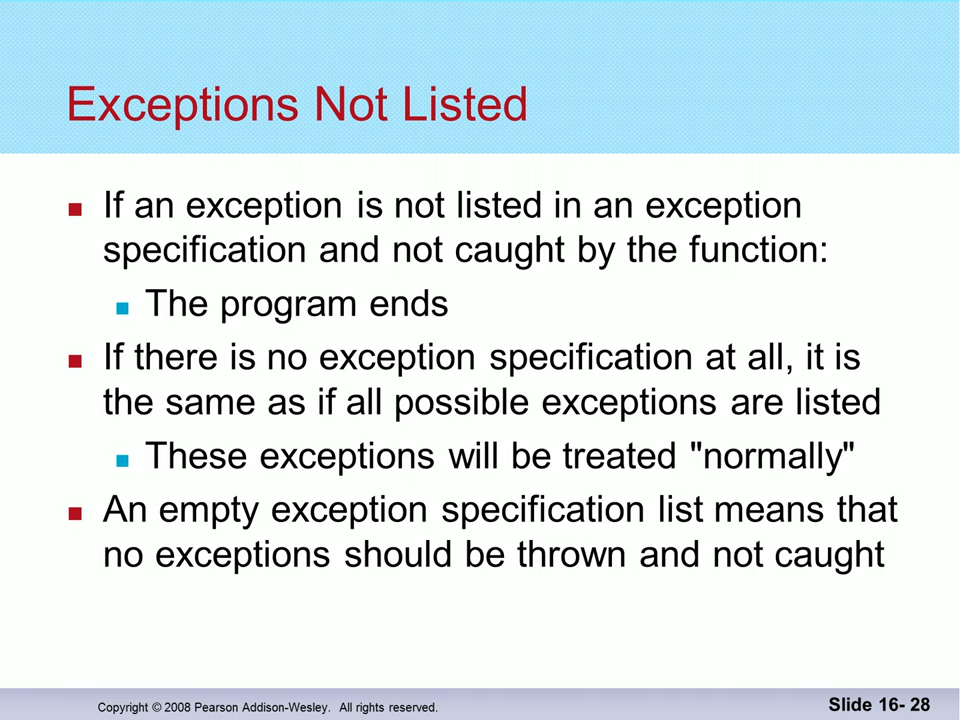 Exceptions Not Listed
If an exception is not listed in an exception
specification and not caught by the function:
The program ends
If there is no exception specification at all, it is
the same as if all possible exceptions are listed
These exceptions will be treated "normally"
An empty exception specification list means that
no exceptions should be thrown and not caught
Copyright © 2008 Pearson Addison-Wesley. All rights reserved.
Slide 16- 28